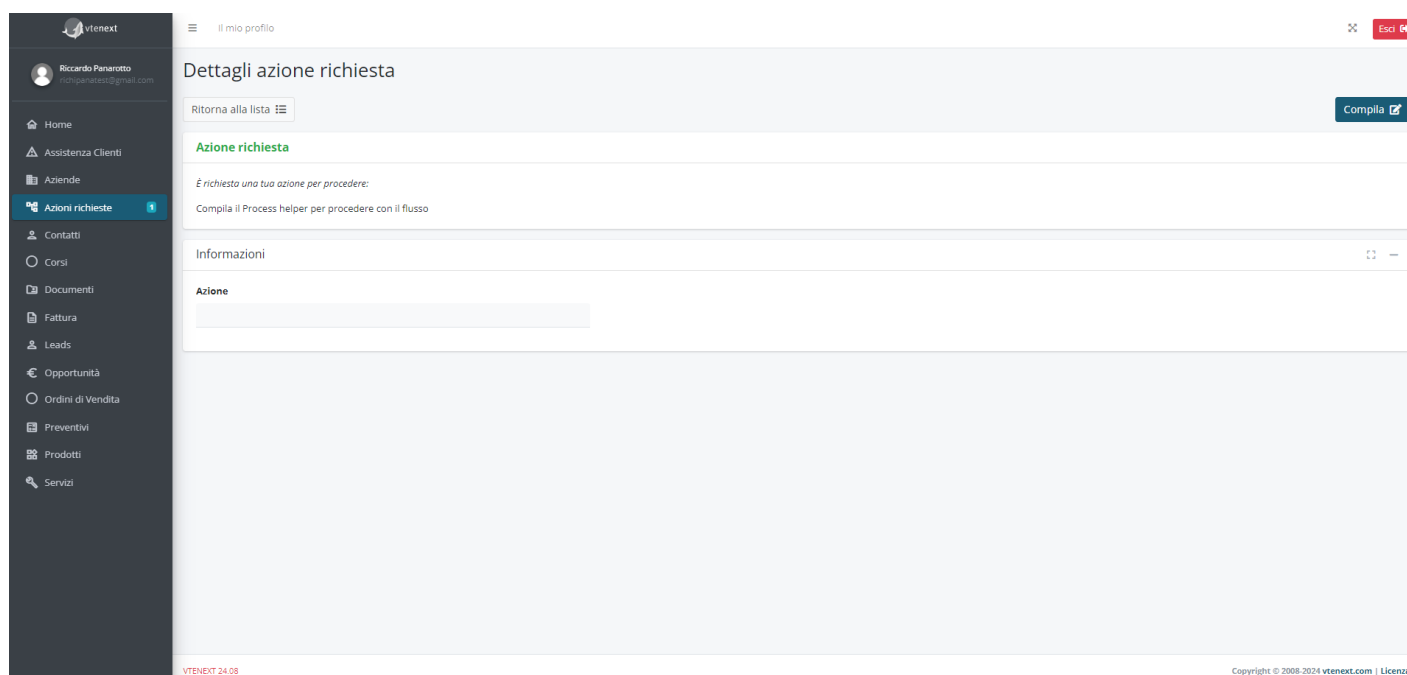 vtenext
Il mio profilo
Esci
Riccardo Panarotto
richipanatest@gmail.com
Dettagli azione richiesta
Ritorna alla lista
Compila
Home
Assistenza Clienti
Aziende
Azioni richieste 1
Contatti
Corsi
Documenti
Fattura
Leads
Opportunità
Ordini di Vendita
Preventivi
Prodotti
Servizi
Azione richiesta
È richiesta una tua azione per procedere:
Compila il Process helper per procedere con il flusso
Informazioni
Azione
VTENEXT 24.08
Copyright © 2008-2024 vtenext.com | Licenza